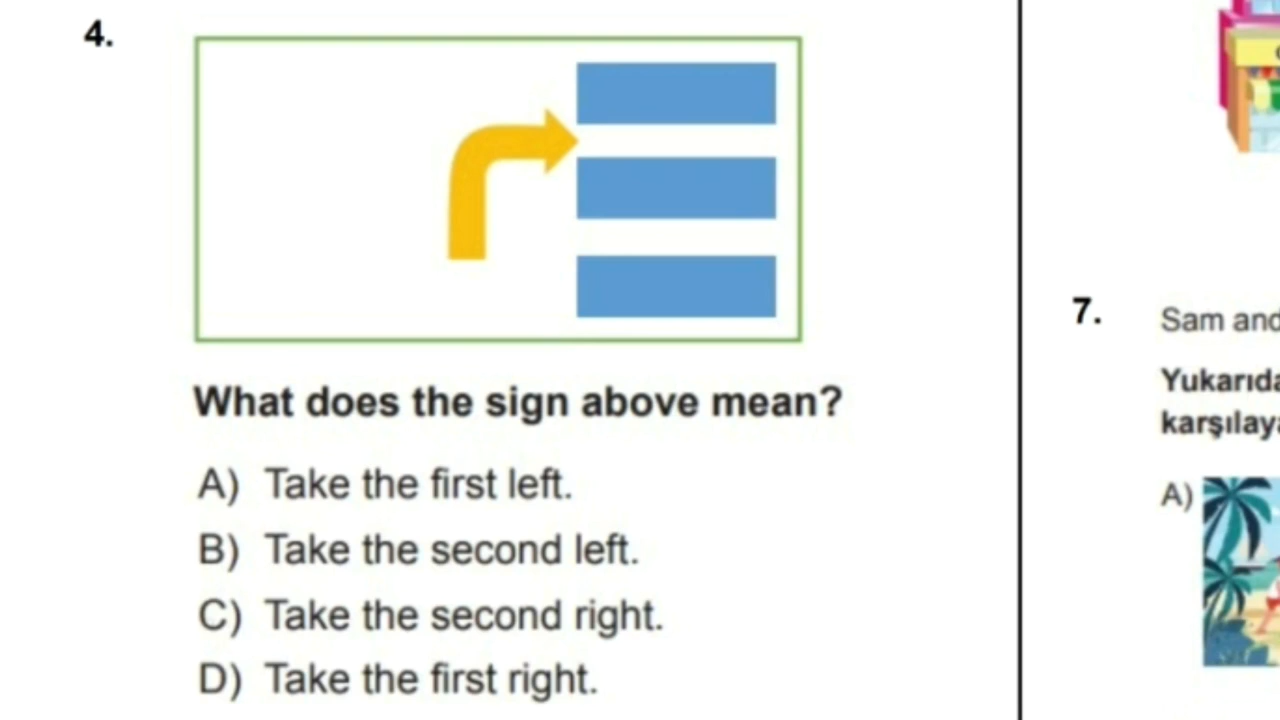 4.
What does the sign above mean?
A) Take the first left.
B) Take the second left.
C) Take the second right.
D) Take the first right.
7.
Sam and
Yukarıda
karşılay
A)